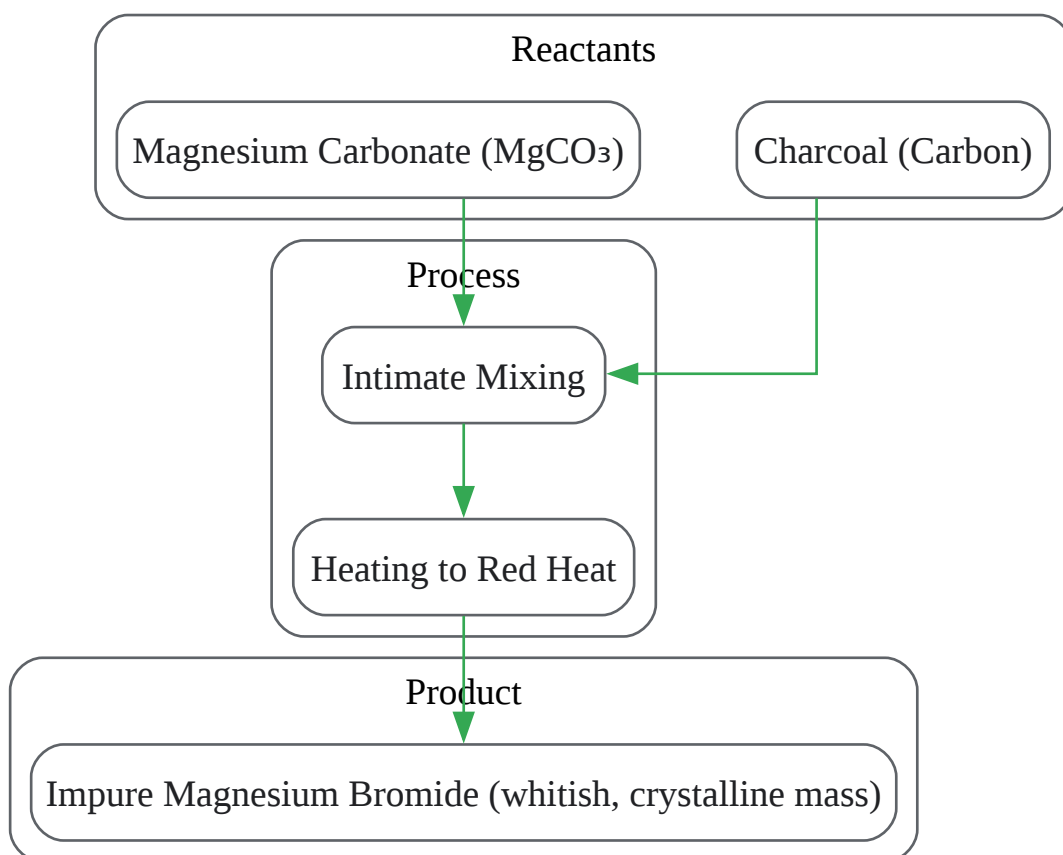 Reactants
Magnesium Carbonate (MgCO₃)
Charcoal (Carbon)
Process
Intimate Mixing
Heating to Red Heat
Product
Impure Magnesium Bromide (whitish, crystalline mass)